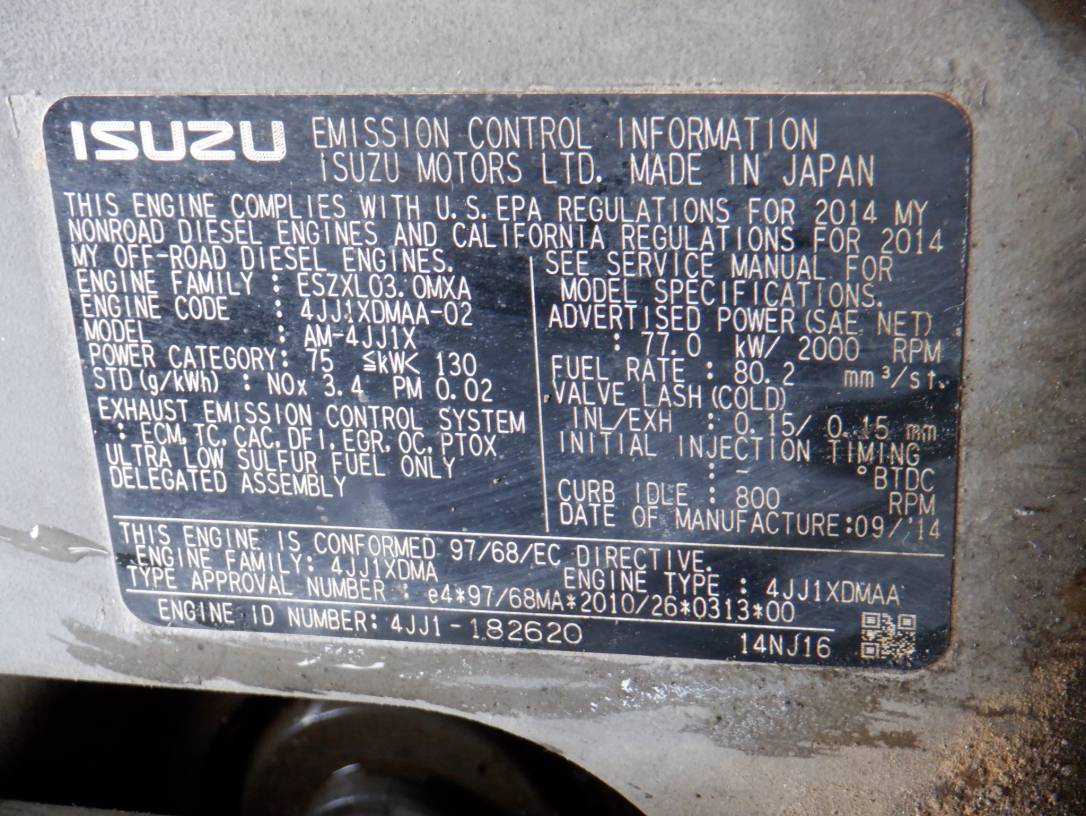 ISUZU EMISSION CONTROL INFORMATION
ISUZU MOTORS LTD. MADE IN JAPAN
THIS ENGINE COMPLIES WITH U.S.EPA REGULATIONS FOR 2014 MY
NONROAD DIESEL ENGINES AND CALIFORNIA REGULATIONS FOR 2014
MY OFF-ROAD DIESEL ENGINES.
ENGINE FAMILY : ESZXL03.0MXA
ENGINE CODE : 4JJ1XDMAA-02
MODEL : AM-4JJ1X
POWER CATEGORY: 75 ≦kW< 130
STD(g/kWh) : NOx 3.4 PM 0.02
EXHAUST EMISSION CONTROL SYSTEM
: ECM,TC,CAC,DFI,EGR,OC,PTOX
ULTRA LOW SULFUR FUEL ONLY
DELEGATED ASSEMBLY
SEE SERVICE MANUAL FOR
MODEL SPECIFICATIONS.
ADVERTISED POWER(SAE NET)
: 77.0 kW/ 2000 RPM
FUEL RATE : 80.2 mm³/st.
VALVE LASH(COLD)
INL/EXH : 0.15/ 0.15 mm
INITIAL INJECTION TIMING
: - °BTDC
CURB IDLE : 800 RPM
DATE OF MANUFACTURE:09/'14
THIS ENGINE IS CONFORMED 97/68/EC DIRECTIVE.
ENGINE FAMILY: 4JJ1XDMA ENGINE TYPE : 4JJ1XDMAA
TYPE APPROVAL NUMBER : e4*97/68MA*2010/26*0313*00
ENGINE ID NUMBER: 4JJ1-182620 14NJ16